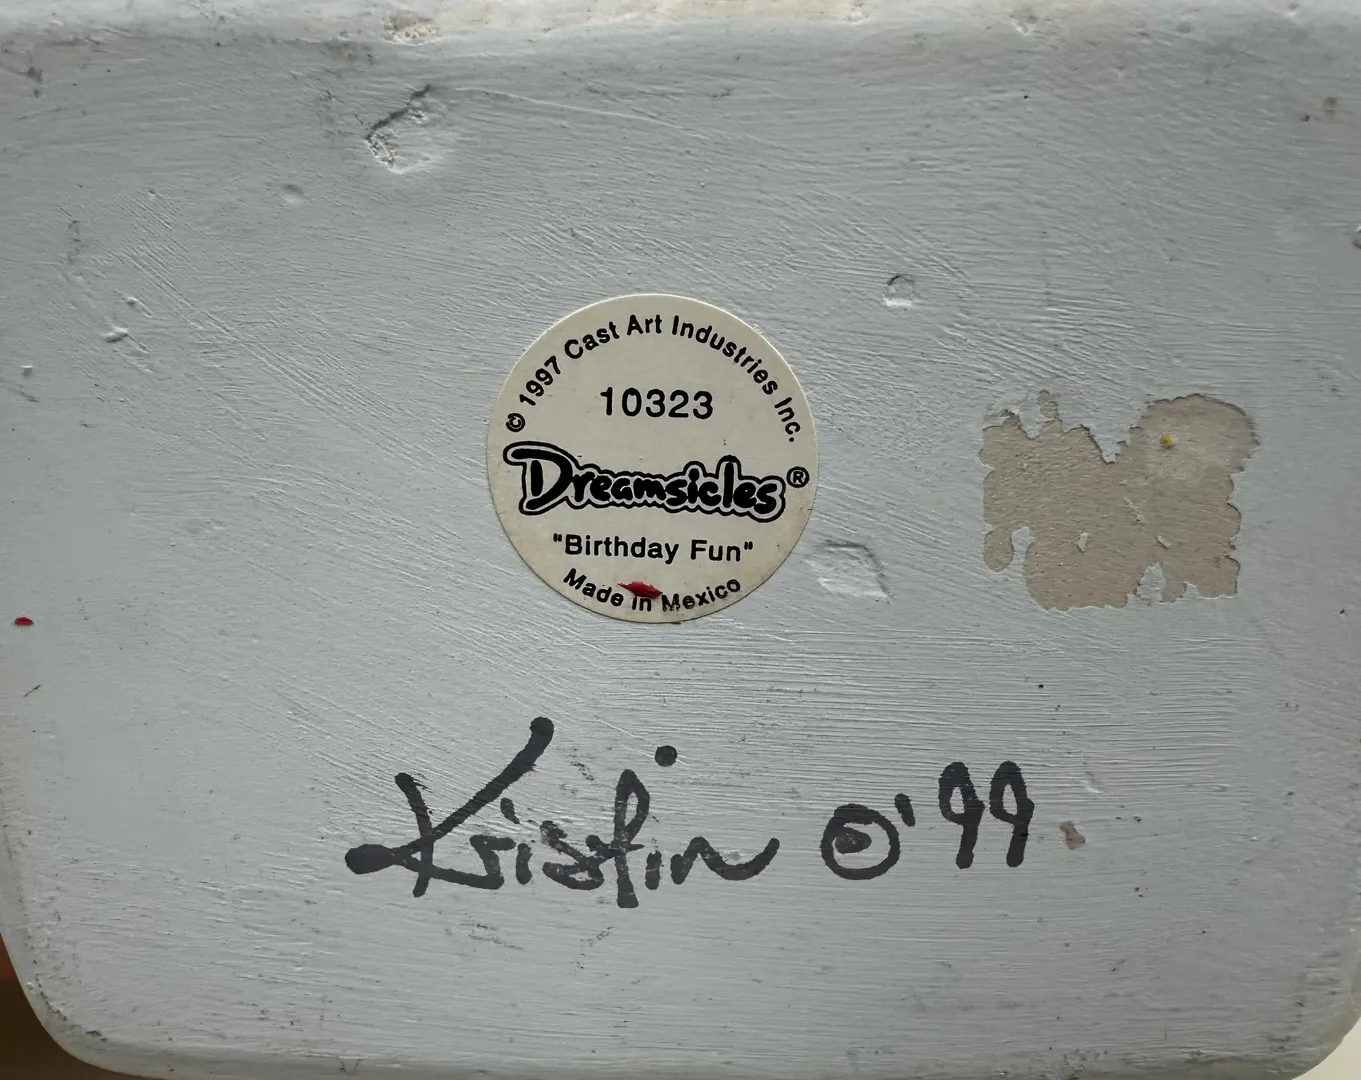 © 1997 Cast Art Industries Inc.
10323
Dreamsicles®
"Birthday Fun"
Made in Mexico
Kristin ©'99